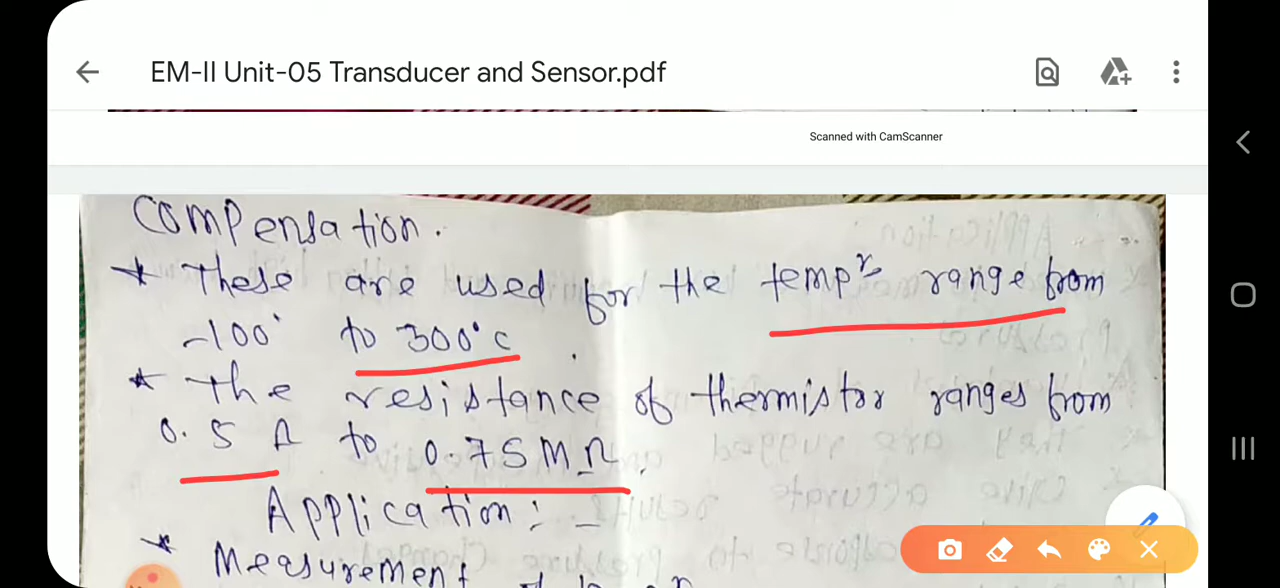 EM-II Unit-05 Transducer and Sensor.pdf
Scanned with CamScanner
Compensation.
* These are used for the tempr range from
-100° to 300°C.
* The resistance of thermistor ranges from
0.5 Ω to 0.75 MΩ.
Application:-
* Measurement of